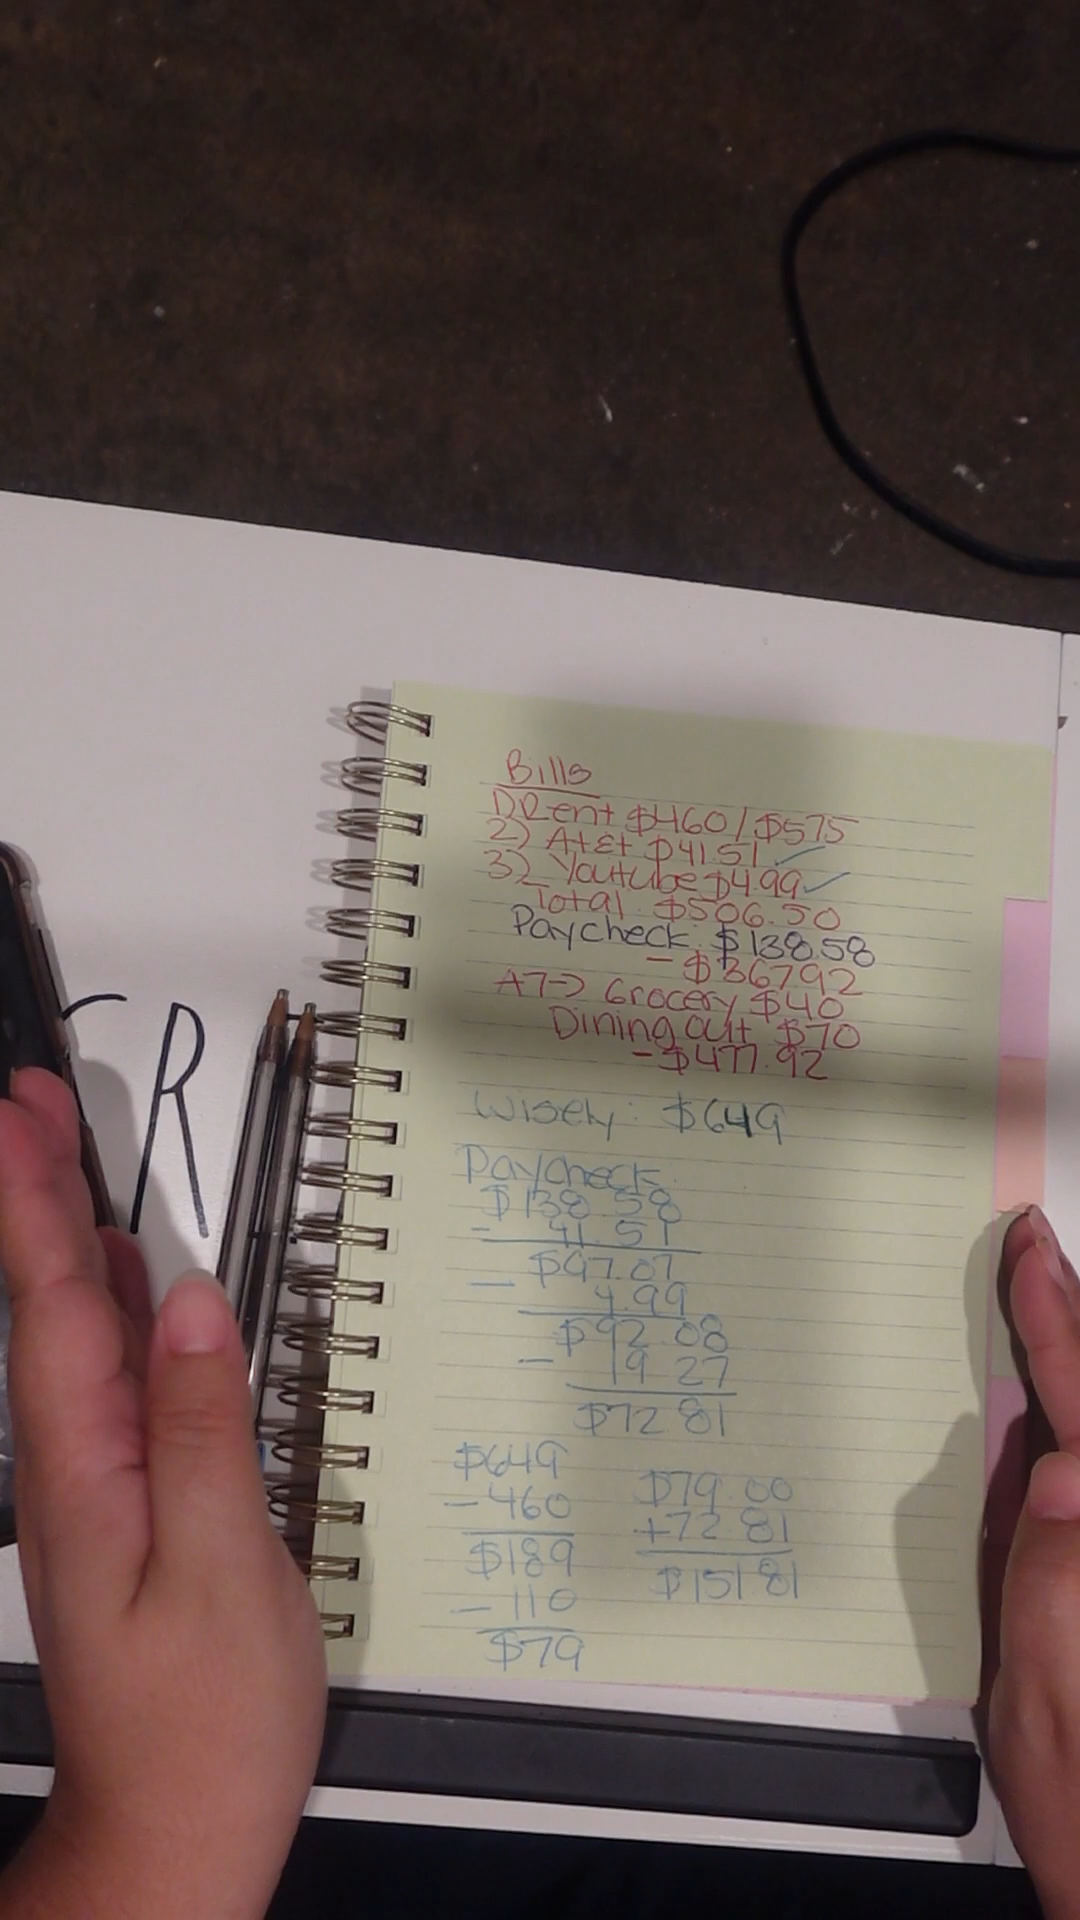 Bills
1) Rent $460/$575
2) At&t $41.51 ✓
3) Youtube $4.99 ✓
Total: $506.50
Paycheck: $138.58
- $36792
A7-> Grocery $40
Dining out $70
- $477.92
Wisely: $649
Paycheck:
$138.58
- 41.51
$97.07
- 4.99
$92.08
- 19.27
$72.81
$649
- 460
$189
- 110
$79
$79.00
+72.81
$151.81
R